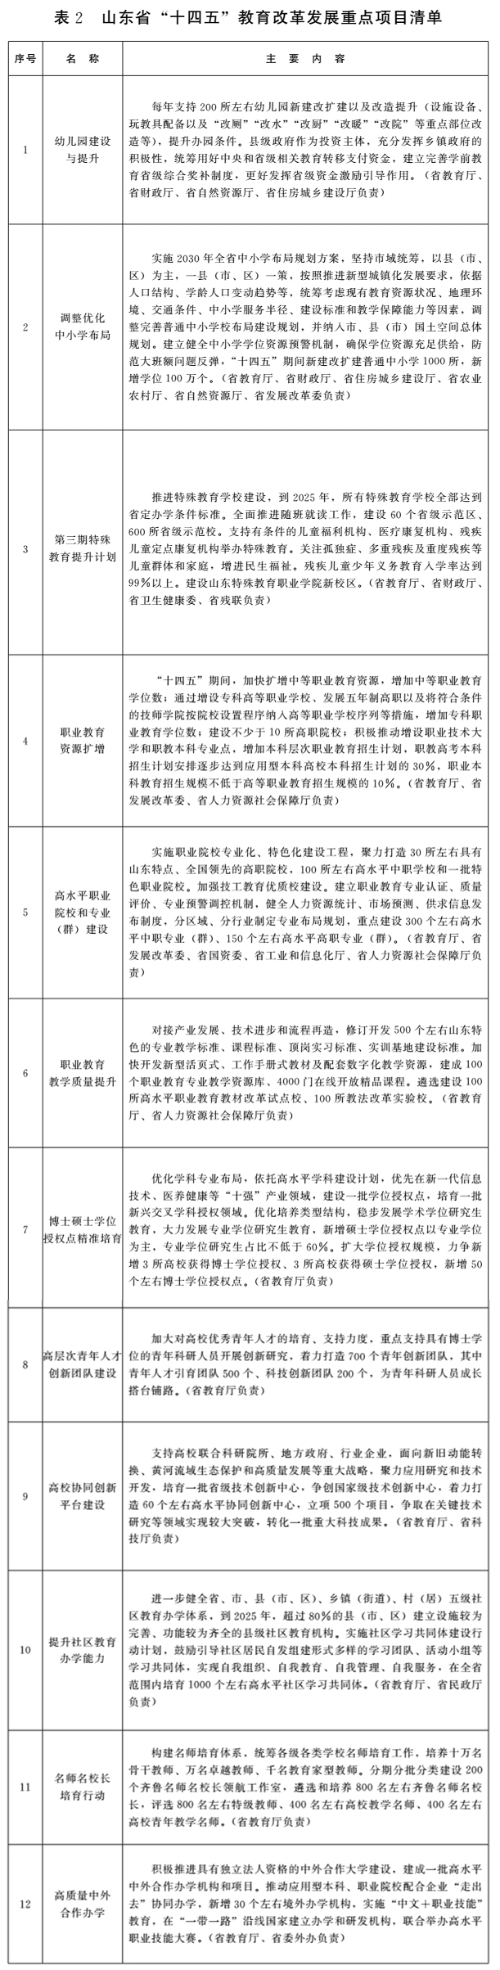 表 2　山东省“十四五”教育改革发展重点项目清单
序号　名　称　主　要　内　容
1
幼儿园建设
与提升
每年支持 200 所左右幼儿园新建改扩建以及改造提升（设施设备、
玩教具配备以及“改厕”“改水”“改厨”“改暖”“改院”等重点部位改
造等），提升办园条件。县级政府作为投资主体，充分发挥乡镇政府的
积极性，统筹用好中央和省级相关教育转移支付资金，建立完善学前教
育省级综合奖补制度，更好发挥省级资金激励引导作用。（省教育厅、
省财政厅、省自然资源厅、省住房城乡建设厅负责）
2
调整优化
中小学布局
实施 2030 年全省中小学布局规划方案，坚持市域统筹，以县（市、
区）为主，一县（市、区）一策，按照推进新型城镇化发展要求，依据
人口结构、学龄人口变动趋势等，统筹考虑现有教育资源状况、地理环
境、交通条件、中小学服务半径、建设标准和教学保障能力等因素，调
整完善普通中小学校布局建设规划，并纳入市、县（市）国土空间总体
规划。建立健全中小学学位资源预警机制，确保学位资源充足供给，防
范大班额问题反弹，“十四五”期间新建改扩建普通中小学 1000 所，新
增学位 100 万个。（省教育厅、省财政厅、省住房城乡建设厅、省农业
农村厅、省自然资源厅、省发展改革委负责）
3
第三期特殊
教育提升计划
推进特殊教育学校建设，到 2025 年，所有特殊教育学校全部达到
省定办学条件标准。全面推进随班就读工作，建设 60 个省级示范区、
600 所省级示范校。支持有条件的儿童福利机构、医疗康复机构、残疾
儿童定点康复机构举办特殊教育。关注孤独症、多重残疾及重度残疾等
儿童群体和家庭，增进民生福祉。残疾儿童少年义务教育入学率达到
99％以上。建设山东特殊教育职业学院新校区。（省教育厅、省财政厅、
省卫生健康委、省残联负责）
4
职业教育
资源扩增
“十四五”期间，加快扩增中等职业教育资源，增加中等职业教育
学位数；通过增设专科高等职业学校、发展五年制高职以及将符合条件
的技师学院按院校设置程序纳入高等职业学校序列等措施，增加专科职
业教育学位数；建设不少于 10 所高职院校；积极推动增设职业技术大
学和职教本科专业点，增加本科层次职业教育招生计划，职教高考本科
招生计划安排逐步达到应用型本科高校本科招生计划的 30％，职业本
科教育招生规模不低于高等职业教育招生规模的 10％。（省教育厅、省
发展改革委、省人力资源社会保障厅负责）
5
高水平职业
院校和专业
（群）建设
实施职业院校专业化、特色化建设工程，聚力打造 30 所左右具有
山东特点、全国领先的高职院校，100 所左右高水平中职学校和一批特
色职业院校。加强技工教育优质校建设。建立职业教育专业认证、质量
评价、专业预警调控机制，健全人力资源统计、市场预测、供求信息发
布制度，分区域、分行业制定专业布局规划，重点建设 300 个左右高水
平中职专业（群）、150 个左右高水平高职专业（群）。（省教育厅、省
发展改革委、省国资委、省工业和信息化厅、省人力资源社会保障厅负
责）
6
职业教育
教学质量提升
对接产业发展、技术进步和流程再造，修订开发 500 个左右山东特
色的专业教学标准、课程标准、顶岗实习标准、实训基地建设标准。加
快开发新型活页式、工作手册式教材及配套数字化教学资源，建成 100
个职业教育专业教学资源库、4000 门在线开放精品课程。遴选建设 100
所高水平职业教育教材改革试点校、100 所教法改革实验校。（省教育
厅、省人力资源社会保障厅负责）
7
博士硕士学位
授权点精准培育
优化学科专业布局，依托高水平学科建设计划，优先在新一代信息
技术、医养健康等“十强”产业领域，建设一批学位授权点，培育一批
新兴交叉学科授权领域。优化培养类型结构，稳步发展学术学位研究生
教育，大力发展专业学位研究生教育，新增硕士学位授权点以专业学位
为主，专业学位研究生占比不低于 60％。扩大学位授权规模，力争新
增 3 所高校获得博士学位授权、3 所高校获得硕士学位授权，新增 50
个左右博士学位授权点。（省教育厅负责）
8
高层次青年人才
创新团队建设
加大对高校优秀青年人才的培育、支持力度，重点支持具有博士学
位的青年科研人员开展创新研究，着力打造 700 个青年创新团队，其中
青年人才引育团队 500 个、科技创新团队 200 个，为青年科研人员成长
搭台铺路。（省教育厅负责）
9
高校协同创新
平台建设
支持高校联合科研院所、地方政府、行业企业，面向新旧动能转
换、黄河流域生态保护和高质量发展等重大战略，聚力应用研究和技术
开发，培育一批省级技术创新中心，争创国家级技术创新中心，着力打
造 60 个左右高水平协同创新中心，立项 500 个项目，争取在关键技术
研究等领域实现较大突破，转化一批重大科技成果。（省教育厅、省科
技厅负责）
10
提升社区教育
办学能力
进一步健全省、市、县（市、区）、乡镇（街道）、村（居）五级社
区教育办学体系，到 2025 年，超过 80％的县（市、区）建立设施较为
完善、功能较为齐全的县级社区教育机构。实施社区学习共同体建设行
动计划，鼓励引导社区居民自发组建形式多样的学习团队、活动小组等
学习共同体，实现自我组织、自我教育、自我管理、自我服务，在全省
范围内培育 1000 个左右高水平社区学习共同体。（省教育厅、省民政厅
负责）
11
名师名校长
培育行动
构建名师培育体系，统筹各级各类学校名师培育工作，培养十万名
骨干教师、万名卓越教师、千名教育家型教师。分期分批分类建设 200
个齐鲁名师名校长领航工作室，遴选和培养 800 名左右齐鲁名师名校
长，评选 800 名左右特级教师、400 名左右高校教学名师、400 名左右
高校青年教学名师。（省教育厅负责）
12
高质量中外
合作办学
积极推进具有独立法人资格的中外合作大学建设，建成一批高水平
中外合作办学机构和项目。推动应用型本科、职业院校配合企业“走出
去”协同办学，新增 30 个左右境外办学机构，实施“中文＋职业技能”
教育，在“一带一路”沿线国家建立办学和研发机构，联合举办高水平
职业技能大赛。（省教育厅、省委外办负责）